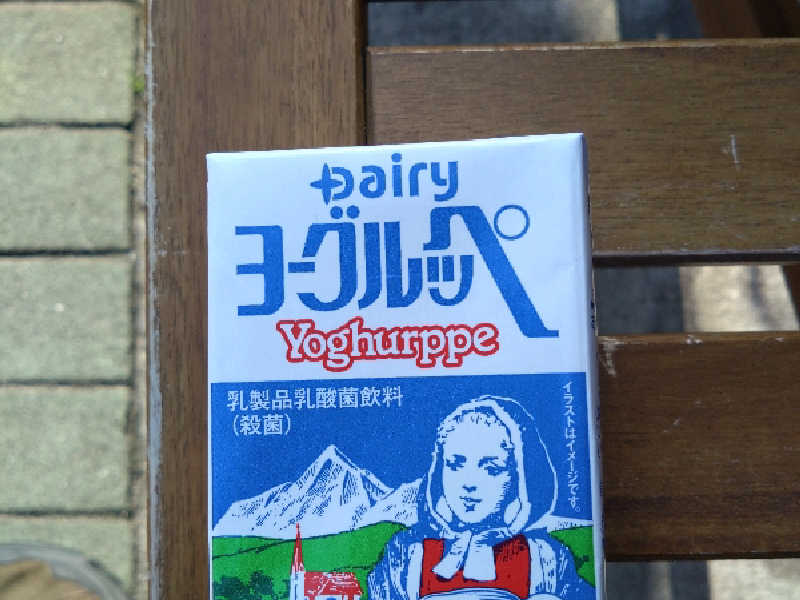 Dairy
ヨーグルッペ
Yoghurppe
乳製品乳酸菌飲料
(殺菌)
イラストはイメージです。